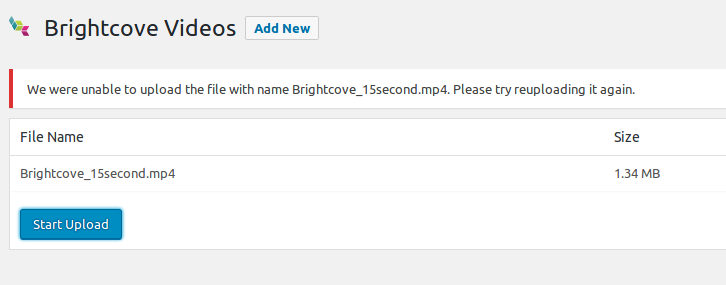 Brightcove Videos Add New
We were unable to upload the file with name Brightcove_15second.mp4. Please try reuploading it again.
File Name Size
Brightcove_15second.mp4 1.34 MB
Start Upload